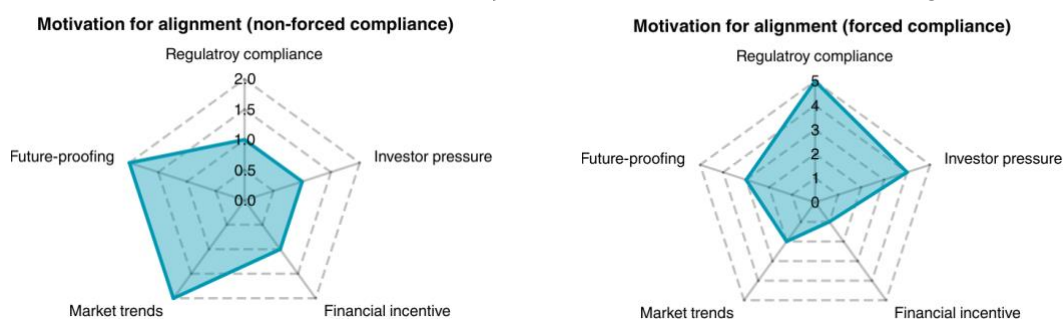 Motivation for alignment (non-forced compliance)
Regulatroy compliance
2.0
1.5
1.0
0.5
0.0
Future-proofing
Investor pressure
Market trends
Financial incentive
Motivation for alignment (forced compliance)
Regulatroy compliance
5
4
3
2
1
0
Future-proofing
Investor pressure
Market trends
Financial incentive